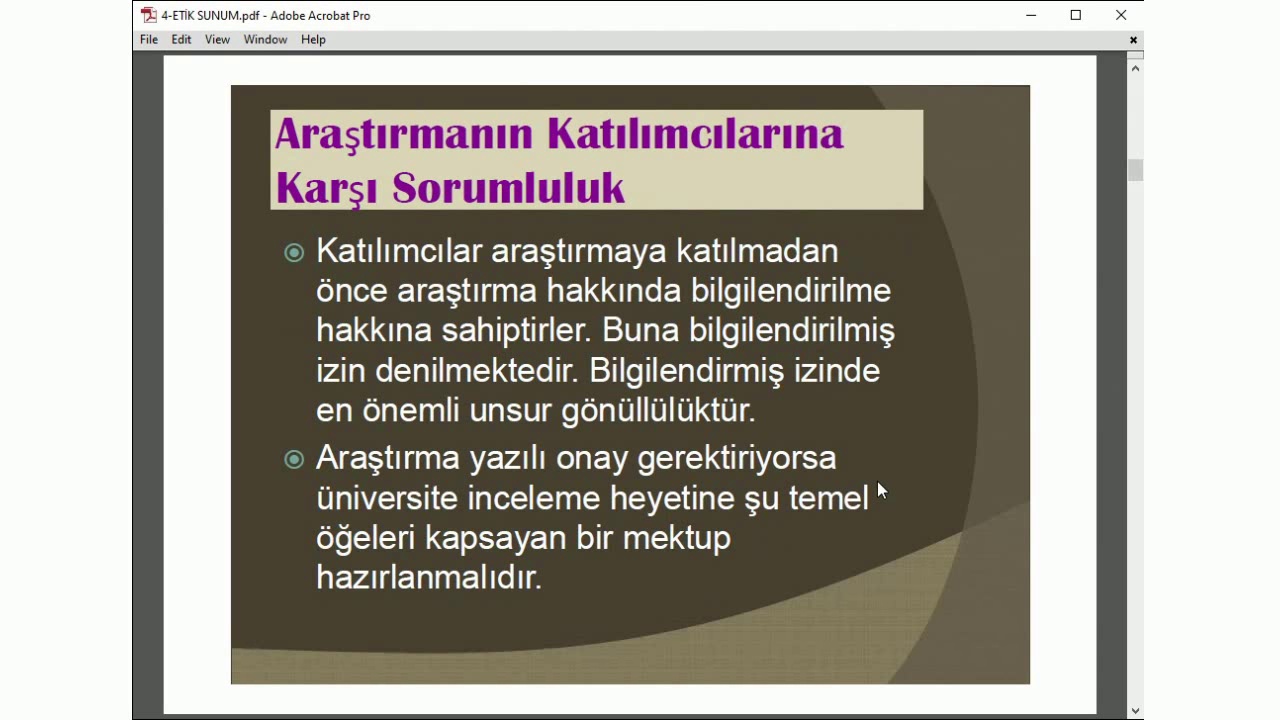 4-ETİK SUNUM.pdf - Adobe Acrobat Pro
File Edit View Window Help
Araştırmanın Katılımcılarına
Karşı Sorumluluk
Katılımcılar araştırmaya katılmadan
önce araştırma hakkında bilgilendirilme
hakkına sahiptirler. Buna bilgilendirilmiş
izin denilmektedir. Bilgilendirmiş izinde
en önemli unsur gönüllülüktür.
Araştırma yazılı onay gerektiriyorsa
üniversite inceleme heyetine şu temel
öğeleri kapsayan bir mektup
hazırlanmalıdır.